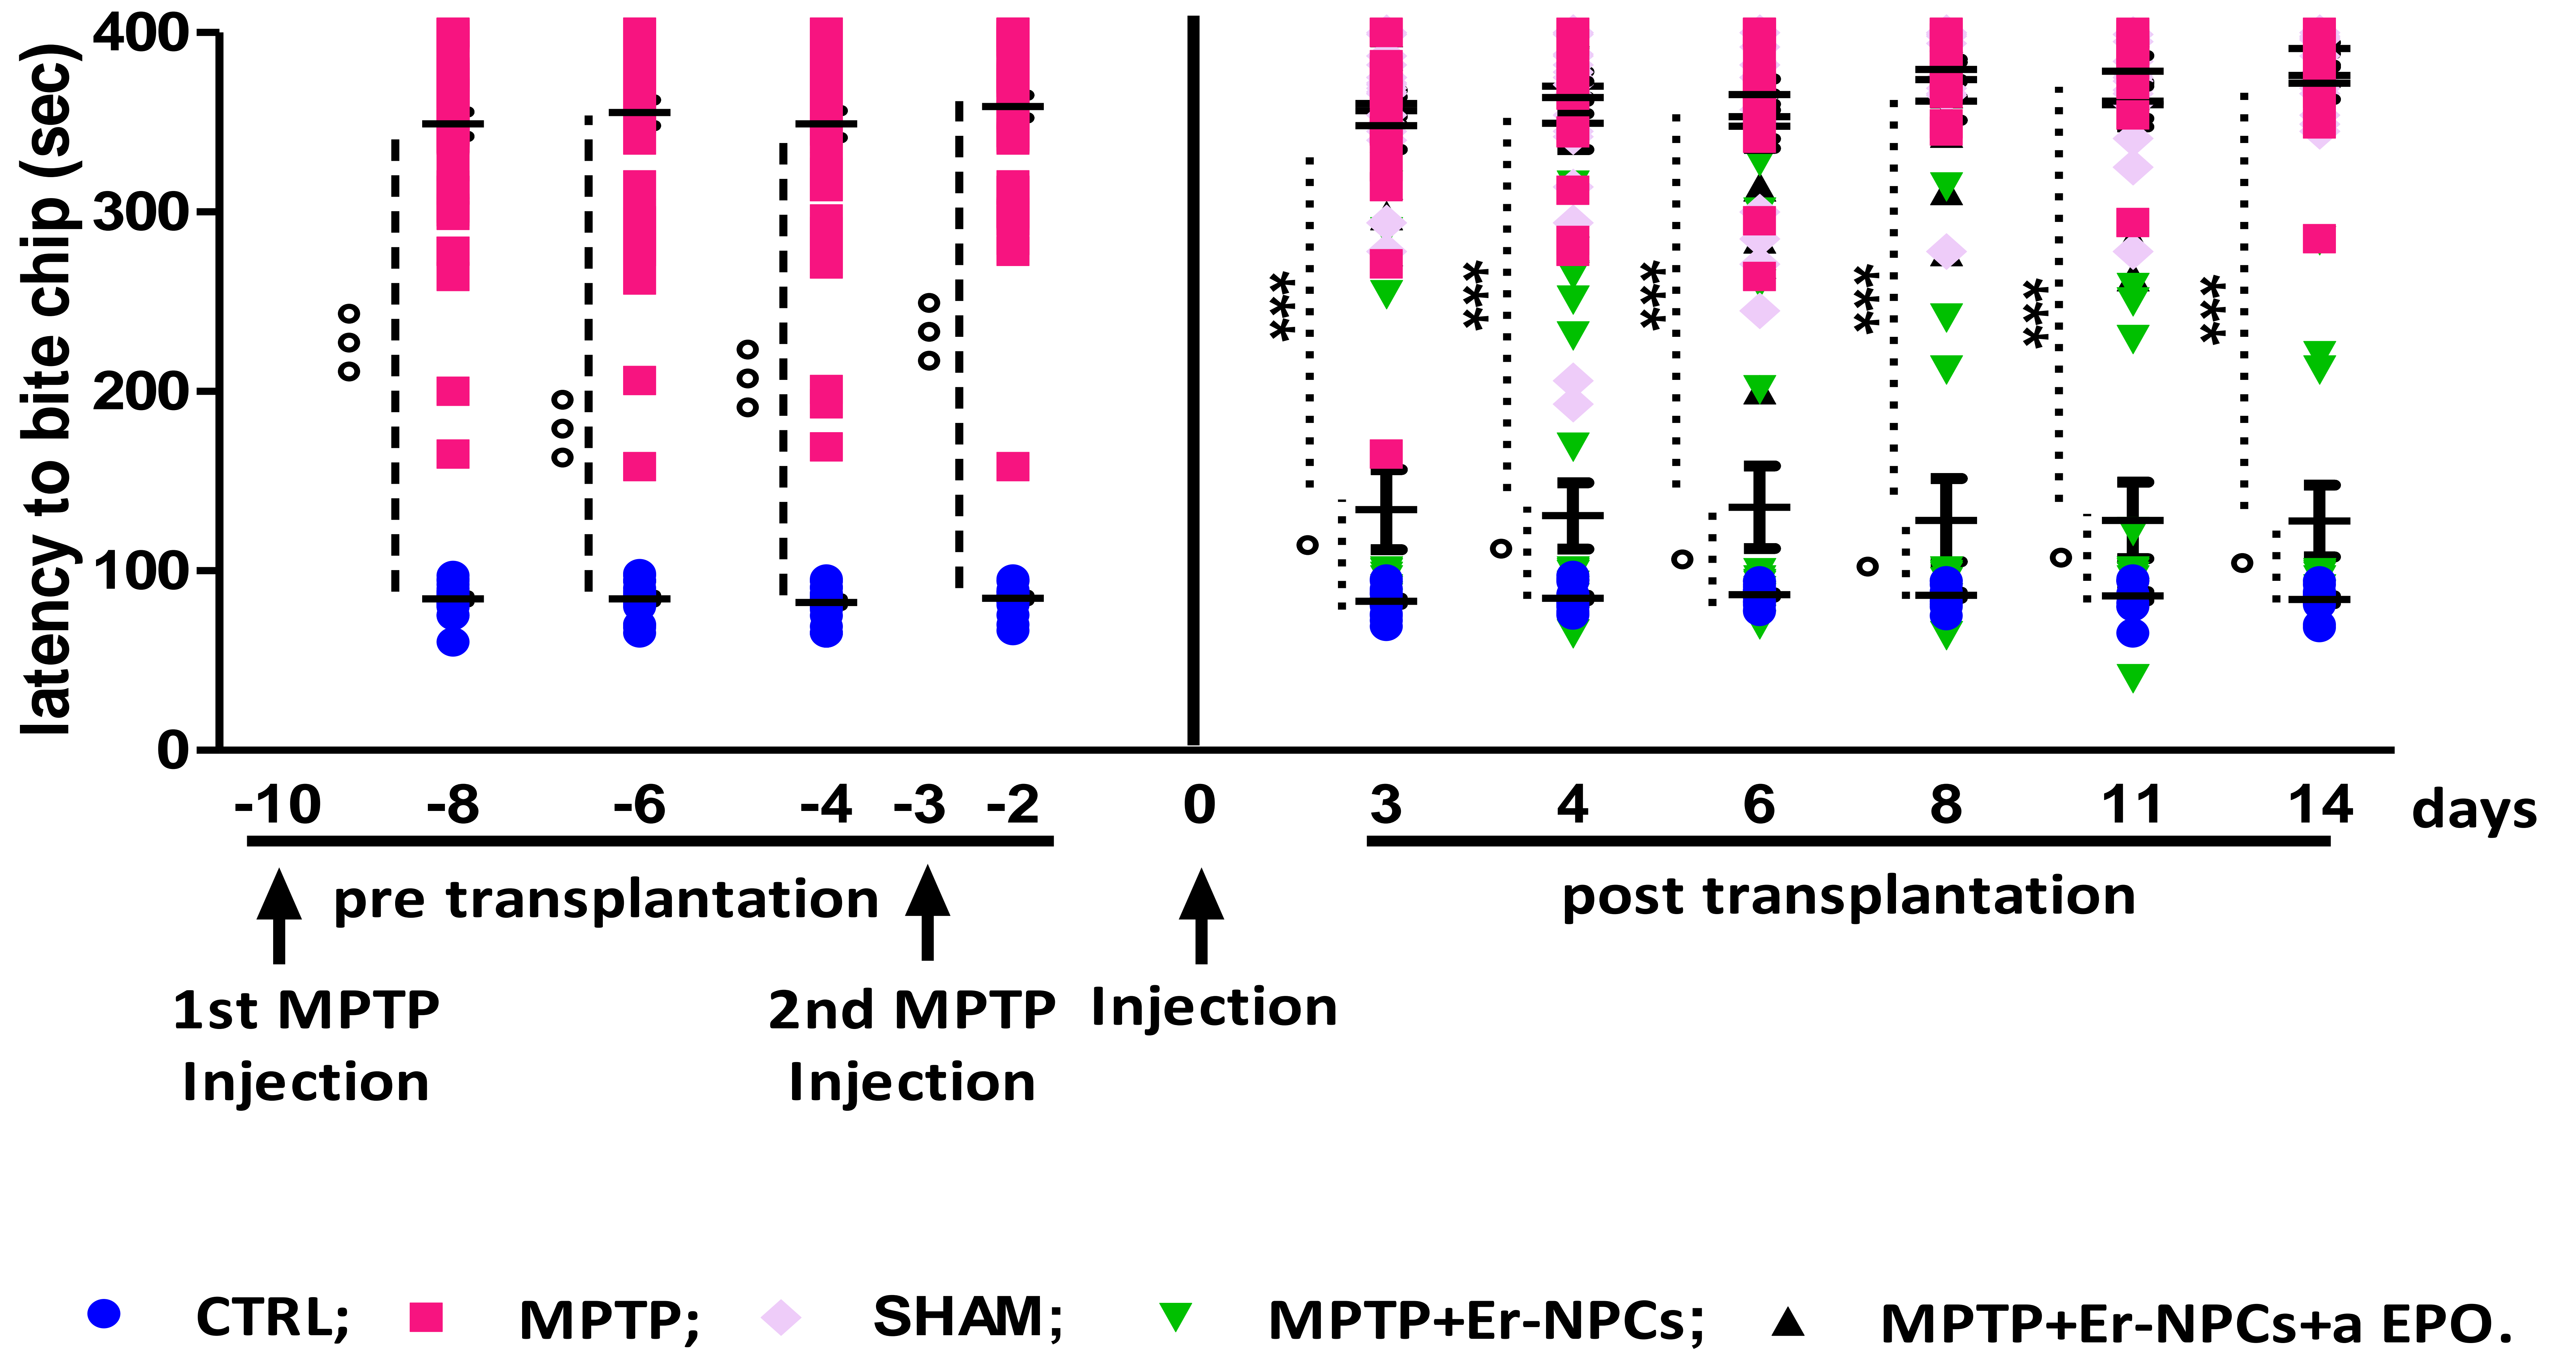 latency to bite chip (sec)
400
300
200
100
0
*** *** *** *** *** ***
-10 -8 -6 -4 -3 -2 0 3 4 6 8 11 14 days
pre transplantation post transplantation
1st MPTP 2nd MPTP Injection
Injection Injection
CTRL; MPTP; SHAM; MPTP+Er-NPCs; MPTP+Er-NPCs+a EPO.